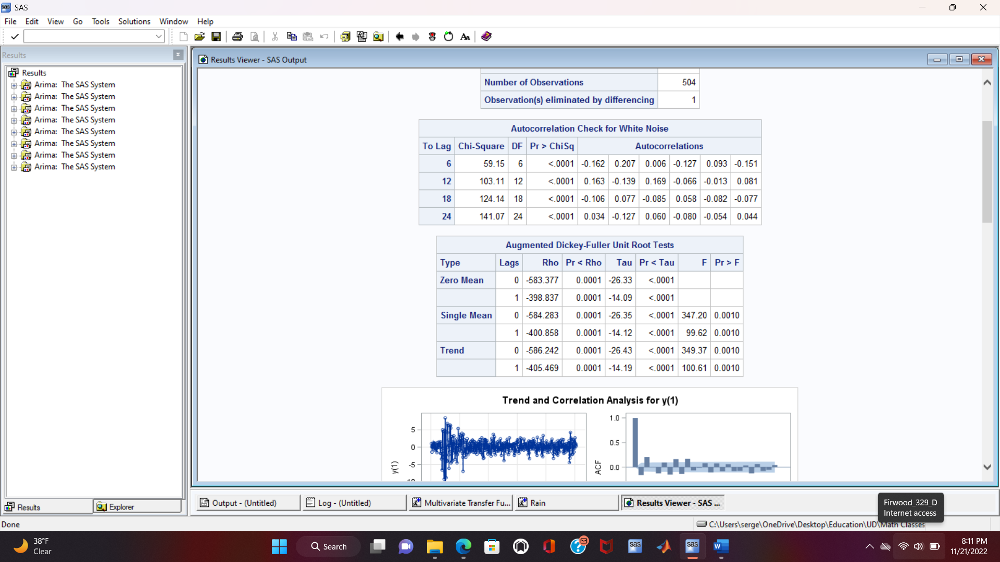 SAS
File Edit View Go Tools Solutions Window Help
Results
Results
Arima: The SAS System
Arima: The SAS System
Arima: The SAS System
Arima: The SAS System
Arima: The SAS System
Arima: The SAS System
Arima: The SAS System
Arima: The SAS System
Results Explorer
Results Viewer - SAS Output
Number of Observations 504
Observation(s) eliminated by differencing 1
Autocorrelation Check for White Noise
To Lag Chi-Square DF Pr > ChiSq Autocorrelations
6 59.15 6 <.0001 -0.162 0.207 0.006 -0.127 0.093 -0.151
12 103.11 12 <.0001 0.163 -0.139 0.169 -0.066 -0.013 0.081
18 124.14 18 <.0001 -0.106 0.077 -0.085 0.058 -0.082 -0.077
24 141.07 24 <.0001 0.034 -0.127 0.060 -0.080 -0.054 0.044
Augmented Dickey-Fuller Unit Root Tests
Type Lags Rho Pr < Rho Tau Pr < Tau F Pr > F
Zero Mean 0 -583.377 0.0001 -26.33 <.0001
1 -398.837 0.0001 -14.09 <.0001
Single Mean 0 -584.283 0.0001 -26.35 <.0001 347.20 0.0010
1 -400.858 0.0001 -14.12 <.0001 99.62 0.0010
Trend 0 -586.242 0.0001 -26.43 <.0001 349.37 0.0010
1 -405.469 0.0001 -14.19 <.0001 100.61 0.0010
Trend and Correlation Analysis for y(1)
y(1)
5
0
-5
-10
ACF
1.0
0.5
0.0
Output - (Untitled) Log - (Untitled) Multivariate Transfer Fu... Rain Results Viewer - SAS ...
Firwood_329_D
Internet access
Done
C:\Users\serge\OneDrive\Desktop\Education\UD\Math Classes
38°F
Clear
Search
sas
sas
8:11 PM
11/21/2022